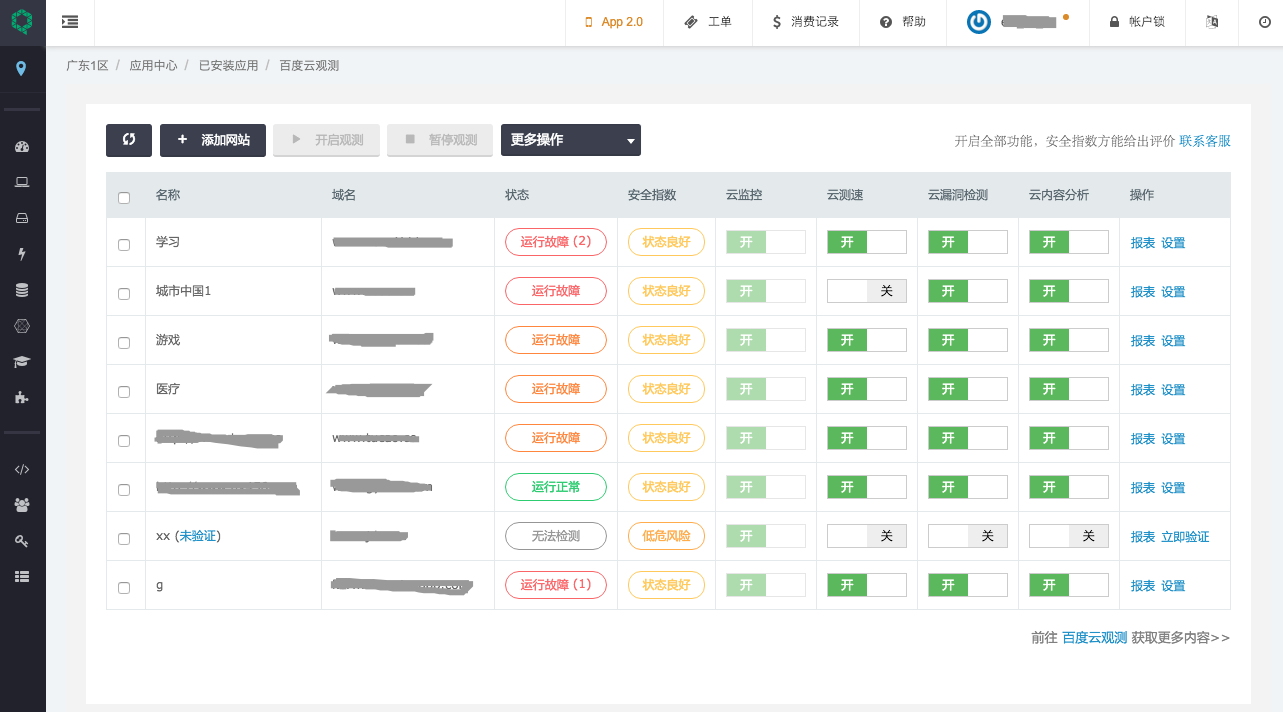 App 2.0 工单 消费记录 帮助 帐户锁
广东1区 / 应用中心 / 已安装应用 / 百度云观测
添加网站 开启观测 暂停观测 更多操作 开启全部功能，安全指数方能给出评价 联系客服
名称 域名 状态 安全指数 云监控 云测速 云漏洞检测 云内容分析 操作
学习 运行故障 (2) 状态良好 开 开 开 开 报表 设置
城市中国1 运行故障 状态良好 开 关 开 开 报表 设置
游戏 运行故障 状态良好 开 开 开 开 报表 设置
医疗 运行故障 状态良好 开 开 开 开 报表 设置
运行故障 状态良好 开 开 开 开 报表 设置
运行正常 状态良好 开 开 开 开 报表 设置
xx (未验证) 无法检测 低危风险 开 关 关 关 报表 立即验证
g 运行故障 (1) 状态良好 开 开 开 开 报表 设置
前往 百度云观测 获取更多内容>>